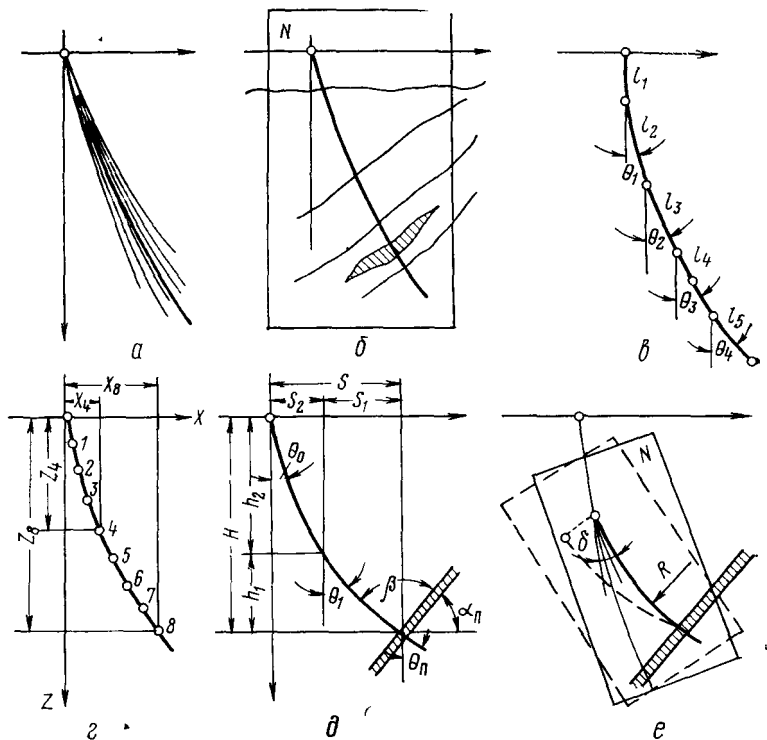 N
а
б
l₁
l₂
θ₁
l₃
θ₂
l₄
θ₃
l₅
θ₄
в
X₈
X₄
X
Z₄
Z₈
1
2
3
4
5
6
7
8
Z
г
S
S₂
S₁
θ₀
H
h₂
h₁
θ₁
β
αп
θп
д
N
δ
R
е